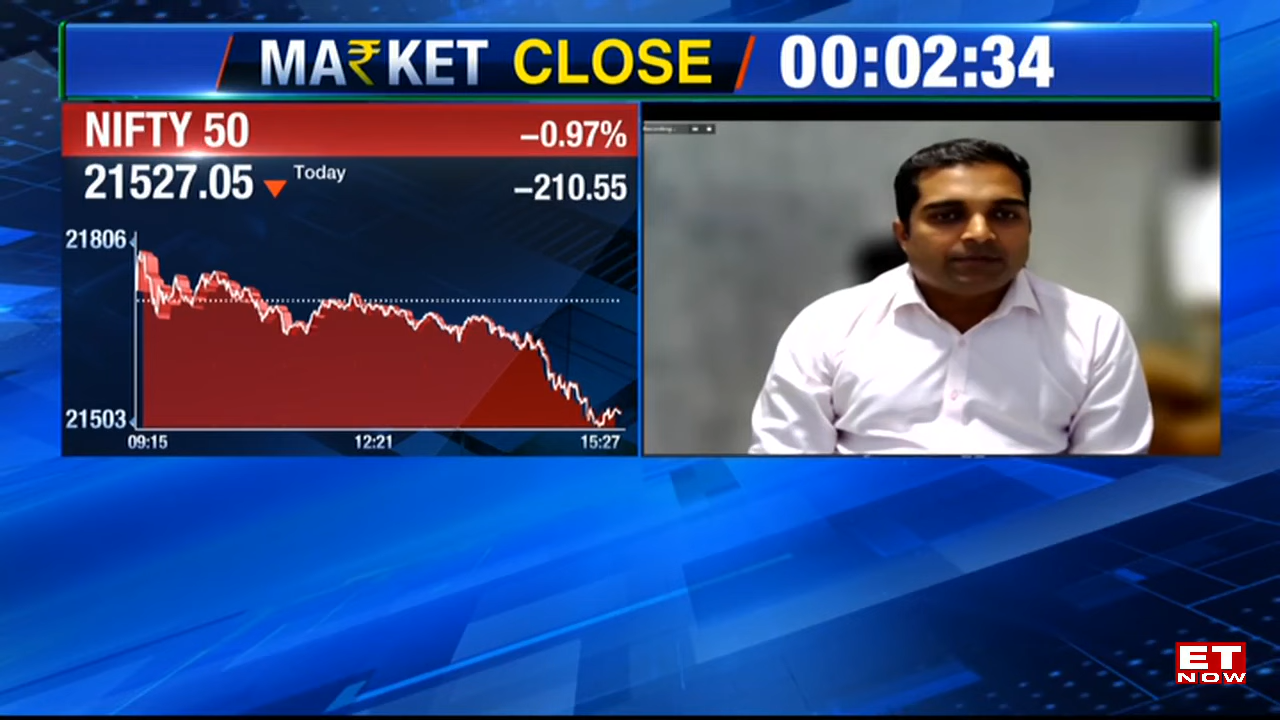 MA₹KET CLOSE 00:02:34
NIFTY 50 −0.97%
21527.05 Today −210.55
21806
21503
09:15 12:21 15:27
Recording...
ET
NOW